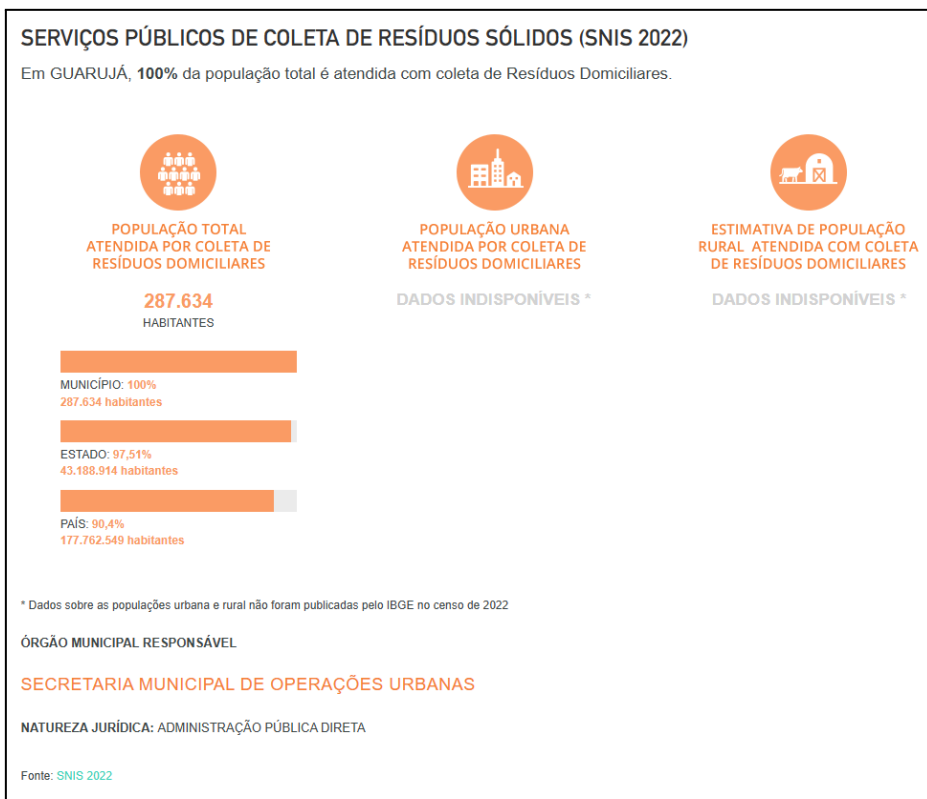 SERVIÇOS PÚBLICOS DE COLETA DE RESÍDUOS SÓLIDOS (SNIS 2022)
Em GUARUJÁ, 100% da população total é atendida com coleta de Resíduos Domiciliares.
POPULAÇÃO TOTAL
ATENDIDA POR COLETA DE
RESÍDUOS DOMICILIARES
287.634
HABITANTES
MUNICÍPIO: 100%
287.634 habitantes
ESTADO: 97,51%
43.188.914 habitantes
PAÍS: 90,4%
177.762.549 habitantes
POPULAÇÃO URBANA
ATENDIDA POR COLETA DE
RESÍDUOS DOMICILIARES
DADOS INDISPONÍVEIS *
ESTIMATIVA DE POPULAÇÃO
RURAL ATENDIDA COM COLETA
DE RESÍDUOS DOMICILIARES
DADOS INDISPONÍVEIS *
* Dados sobre as populações urbana e rural não foram publicadas pelo IBGE no censo de 2022
ÓRGÃO MUNICIPAL RESPONSÁVEL
SECRETARIA MUNICIPAL DE OPERAÇÕES URBANAS
NATUREZA JURÍDICA: ADMINISTRAÇÃO PÚBLICA DIRETA
Fonte: SNIS 2022